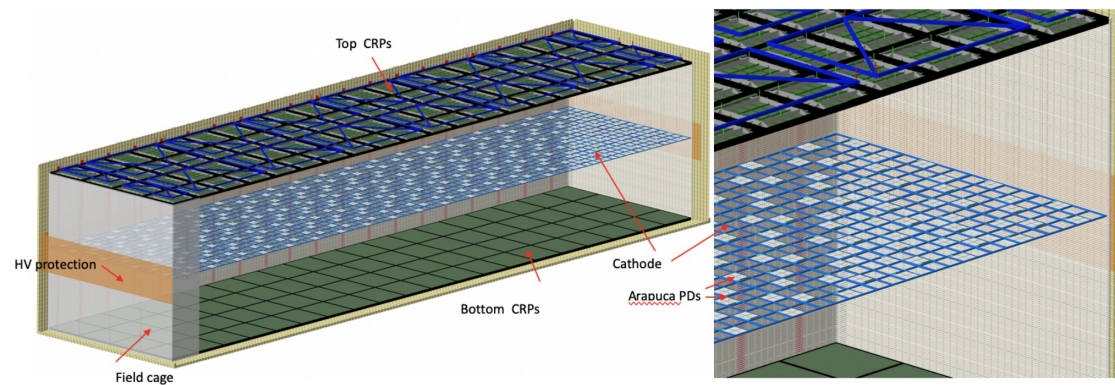 Top CRPs
HV protection
Cathode
Arapuca PDs
Bottom CRPs
Field cage